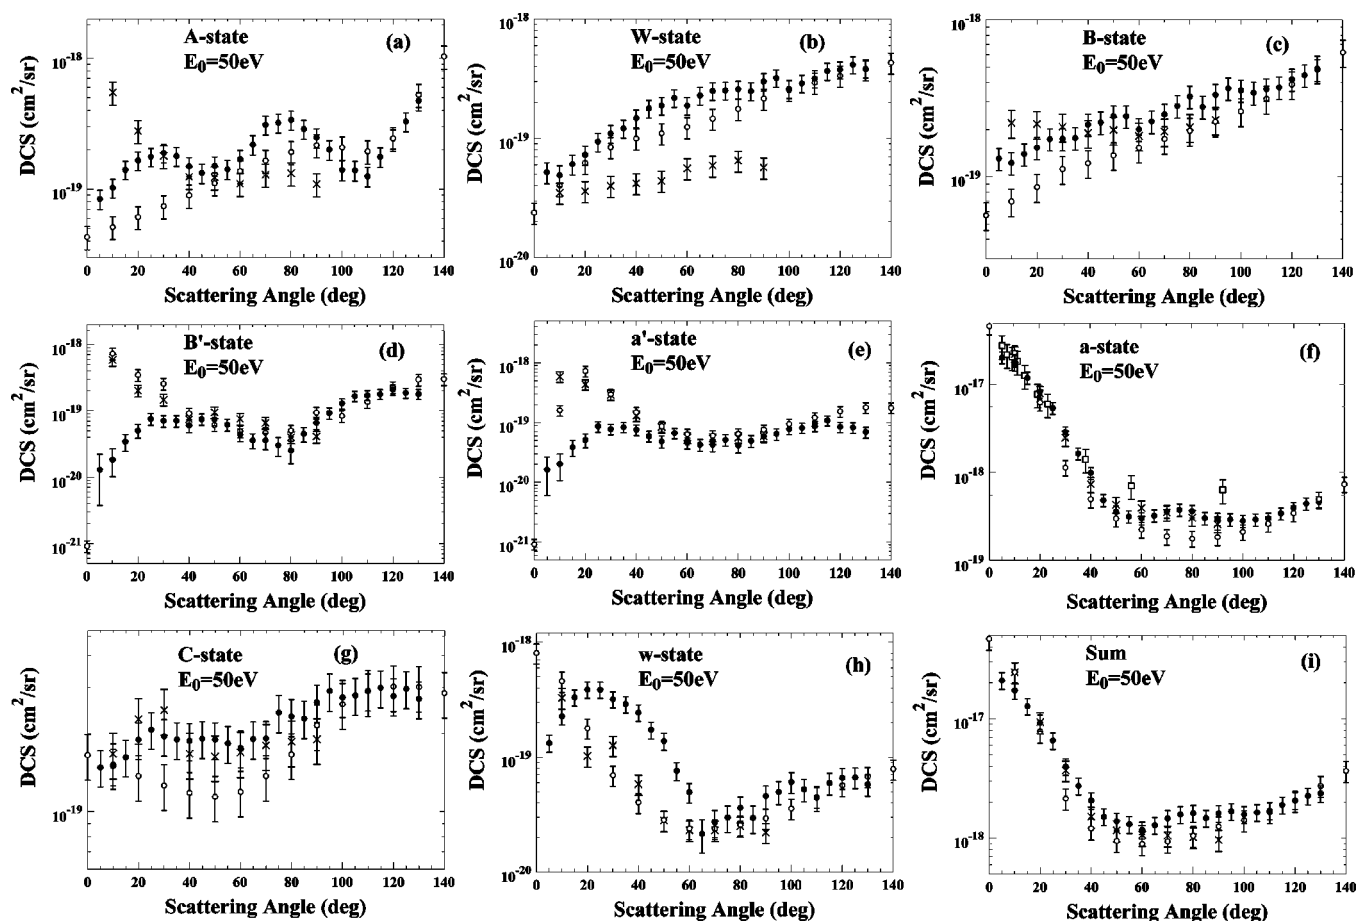 A-state (a)
E0=50eV
DCS (cm2/sr)
10-18
10-19
0 20 40 60 80 100 120 140
Scattering Angle (deg)
W-state (b)
E0=50eV
DCS (cm2/sr)
10-18
10-19
10-20
0 20 40 60 80 100 120 140
Scattering Angle (deg)
B-state (c)
E0=50eV
DCS (cm2/sr)
10-18
10-19
0 20 40 60 80 100 120 140
Scattering Angle (deg)
B'-state (d)
E0=50eV
DCS (cm2/sr)
10-18
10-19
10-20
10-21
0 20 40 60 80 100 120 140
Scattering Angle (deg)
a'-state (e)
E0=50eV
DCS (cm2/sr)
10-18
10-19
10-20
10-21
0 20 40 60 80 100 120 140
Scattering Angle (deg)
a-state (f)
E0=50eV
DCS (cm2/sr)
10-17
10-18
10-19
0 20 40 60 80 100 120 140
Scattering Angle (deg)
C-state (g)
E0=50eV
DCS (cm2/sr)
10-19
0 20 40 60 80 100 120 140
Scattering Angle (deg)
w-state (h)
E0=50eV
DCS (cm2/sr)
10-18
10-19
10-20
0 20 40 60 80 100 120 140
Scattering Angle (deg)
Sum (i)
E0=50eV
DCS (cm2/sr)
10-17
10-18
0 20 40 60 80 100 120 140
Scattering Angle (deg)